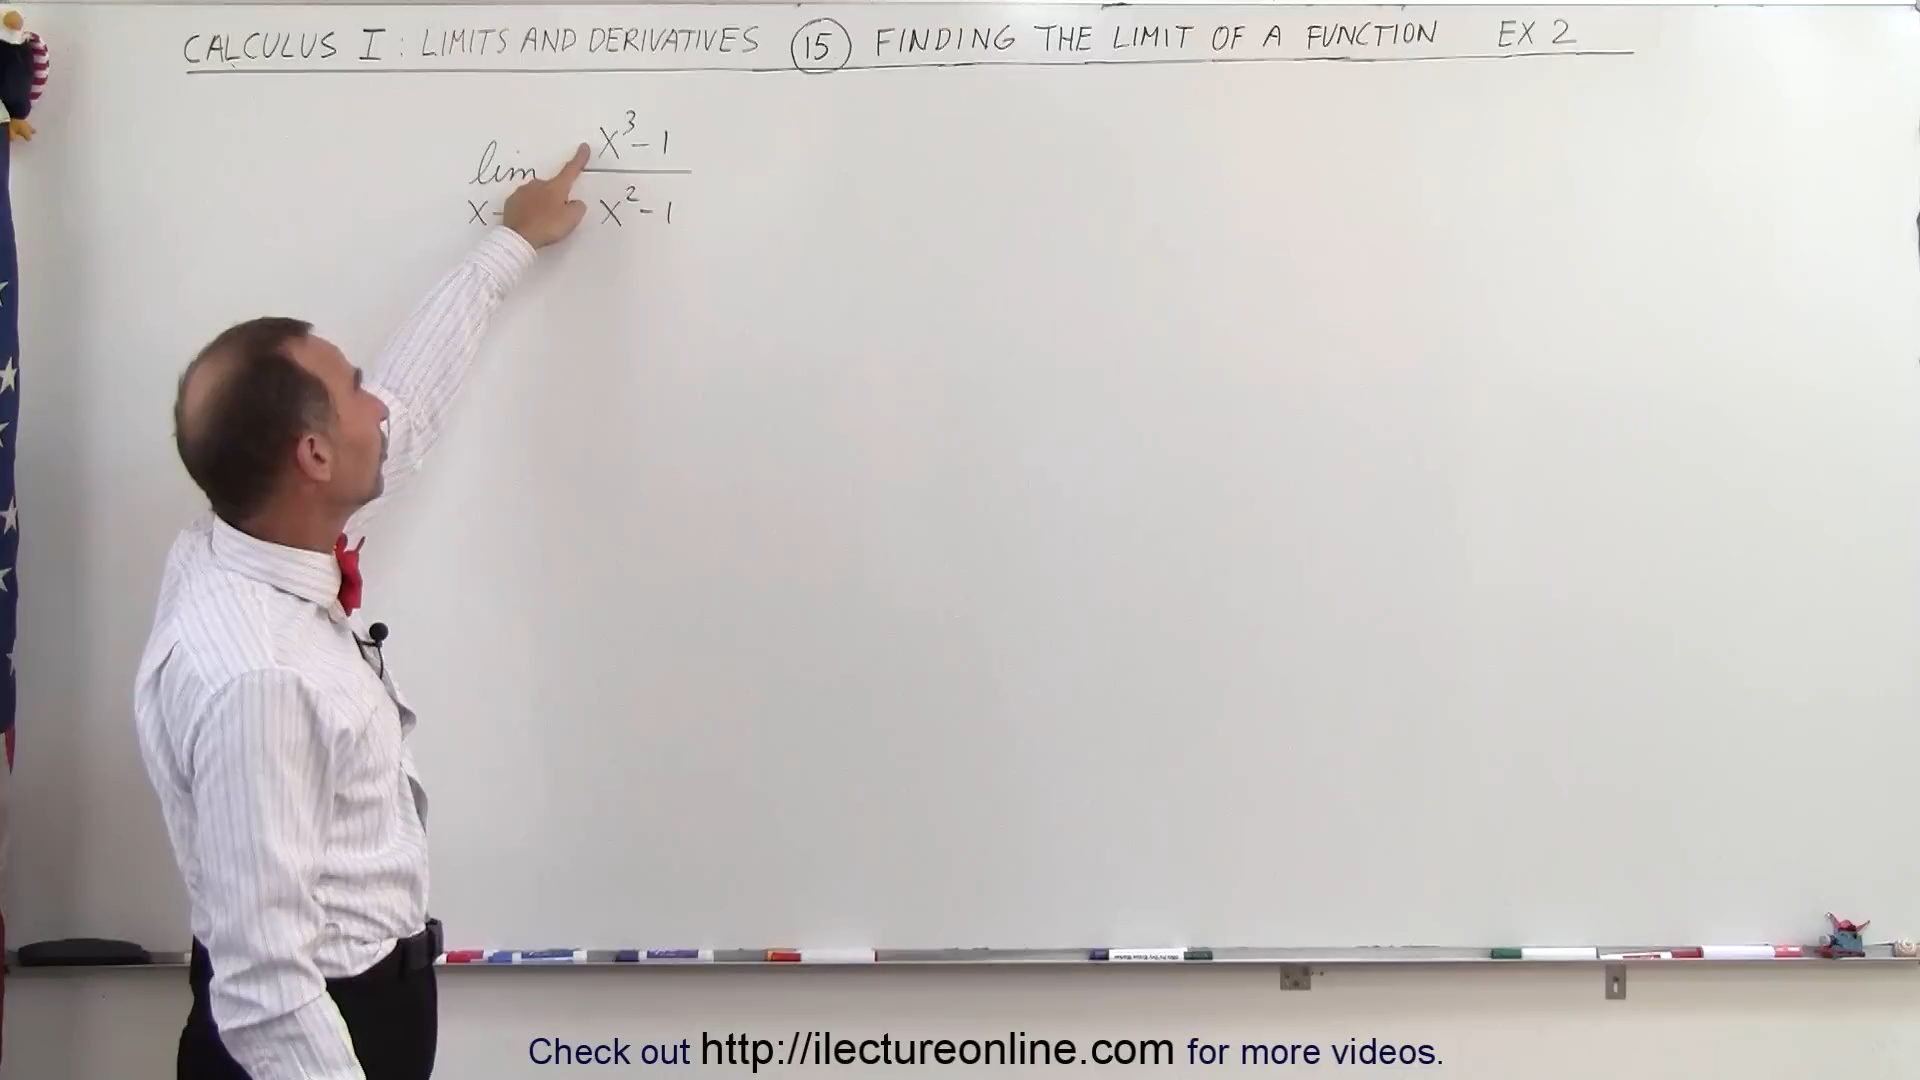 CALCULUS I : LIMITS AND DERIVATIVES 15 FINDING THE LIMIT OF A FUNCTION EX 2
lim x³-1
x- x²-1
Check out http://ilectureonline.com for more videos.